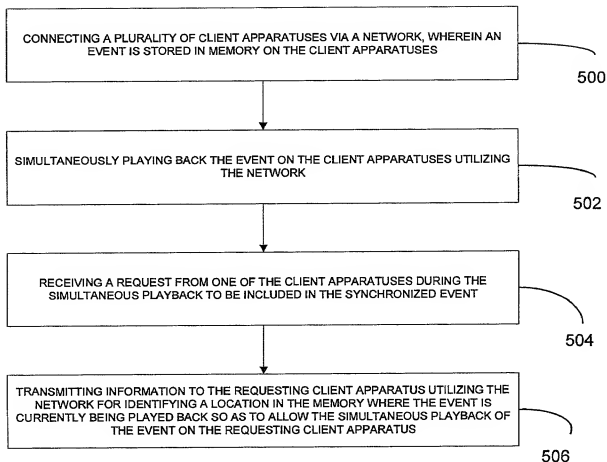 CONNECTING A PLURALITY OF CLIENT APPARATUSES VIA A NETWORK, WHEREIN AN
EVENT IS STORED IN MEMORY ON THE CLIENT APPARATUSES
500
SIMULTANEOUSLY PLAYING BACK THE EVENT ON THE CLIENT APPARATUSES UTILIZING
THE NETWORK
502
RECEIVING A REQUEST FROM ONE OF THE CLIENT APPARATUSES DURING THE
SIMULTANEOUS PLAYBACK TO BE INCLUDED IN THE SYNCHRONIZED EVENT
504
TRANSMITTING INFORMATION TO THE REQUESTING CLIENT APPARATUS UTILIZING THE
NETWORK FOR IDENTIFYING A LOCATION IN THE MEMORY WHERE THE EVENT IS
CURRENTLY BEING PLAYED BACK SO AS TO ALLOW THE SIMULTANEOUS PLAYBACK OF
THE EVENT ON THE REQUESTING CLIENT APPARATUS
506